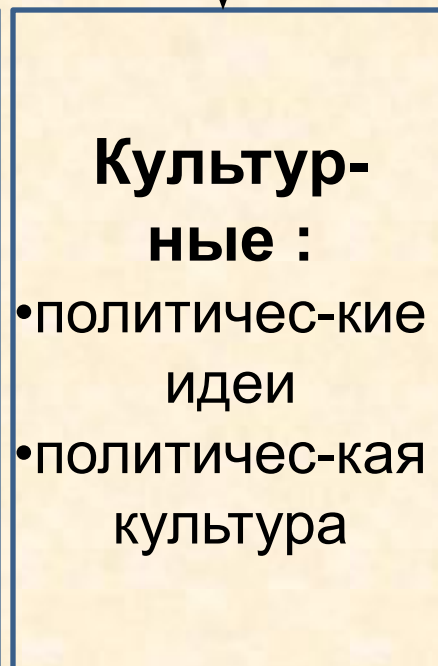 Культур-
ные :
•политичес-кие
идеи
•политичес-кая
культура